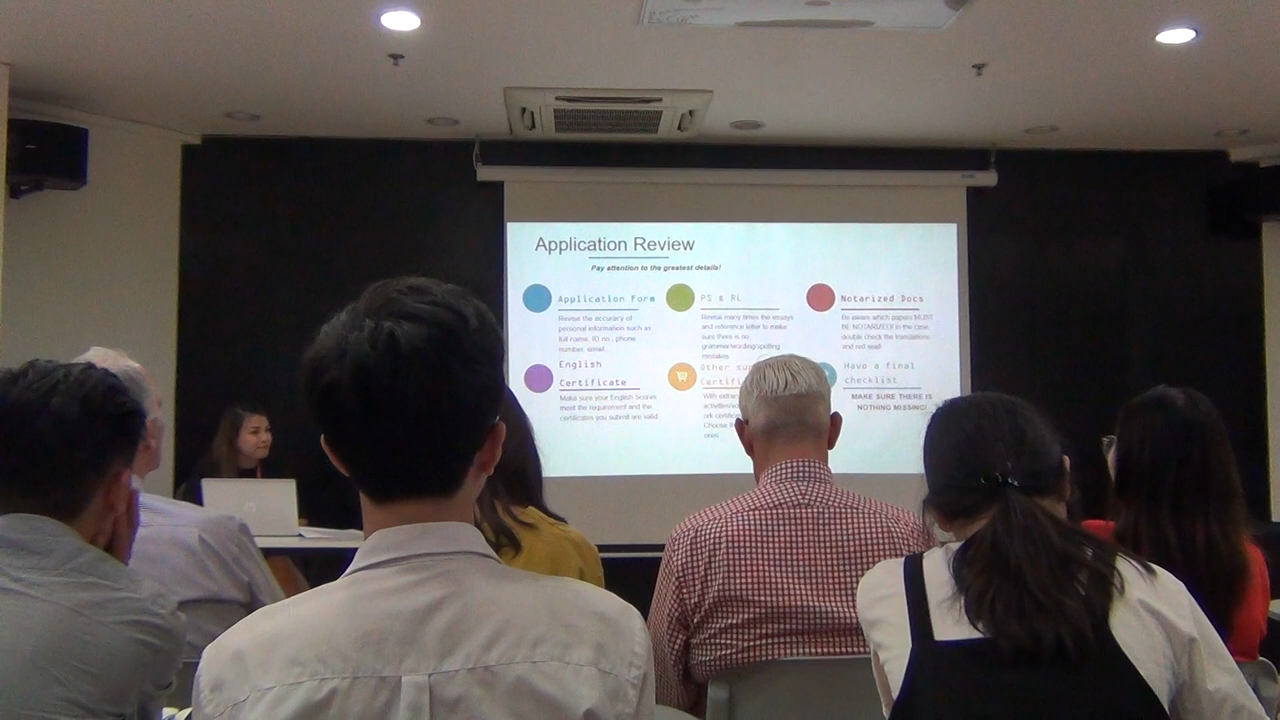 Application Review
Pay attention to the greatest details!
Application Form
Revise the accuracy of
personal information such as
full name, ID no., phone
number, email...
PS & RL
Revise many times the essays
and reference letter to make
sure there is no
grammar/wording/spelling
mistakes
Notarized Docs
Be aware which papers MUST
BE NOTARIZED! In the case,
double check the translations
and red seal!
English
Certificate
Make sure your English Scores
meet the requirement and the
certificates you submit are valid
Other
With
Choose
ones
Have a final
checklist
MAKE SURE THERE IS
NOTHING MISSING!